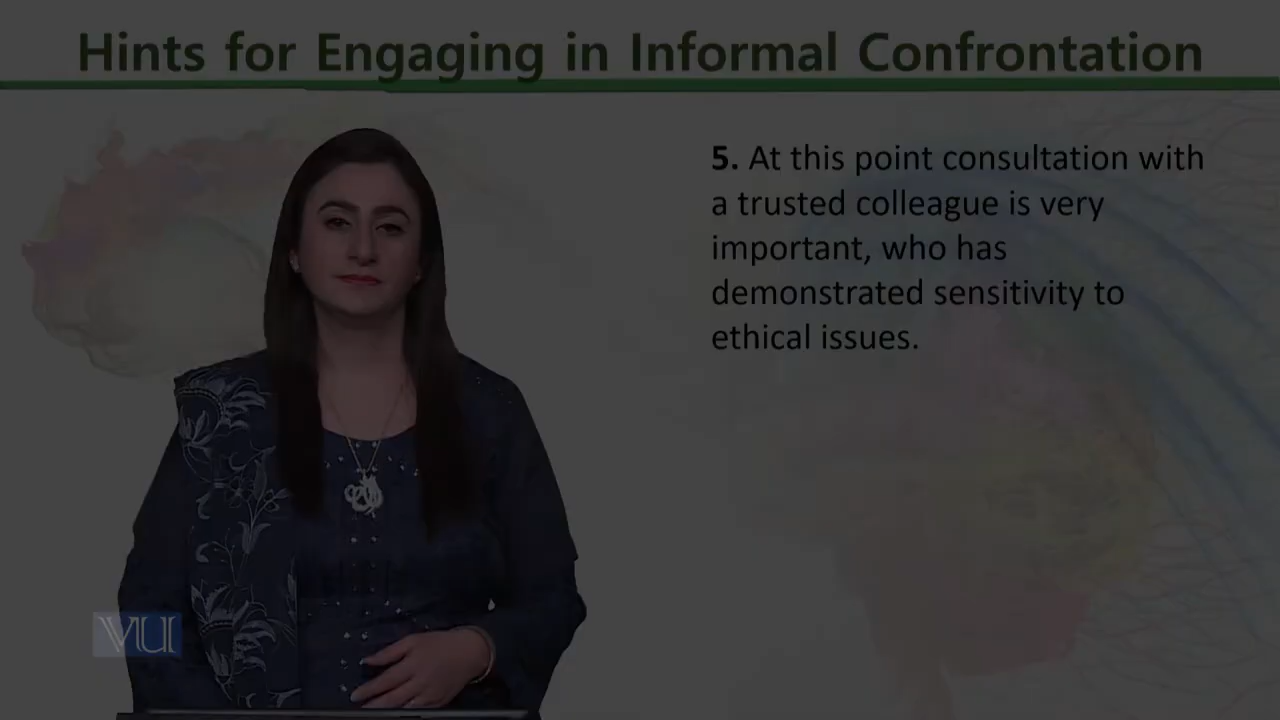 Hints for Engaging in Informal Confrontation
5. At this point consultation with
a trusted colleague is very
important, who has
demonstrated sensitivity to
ethical issues.
VU